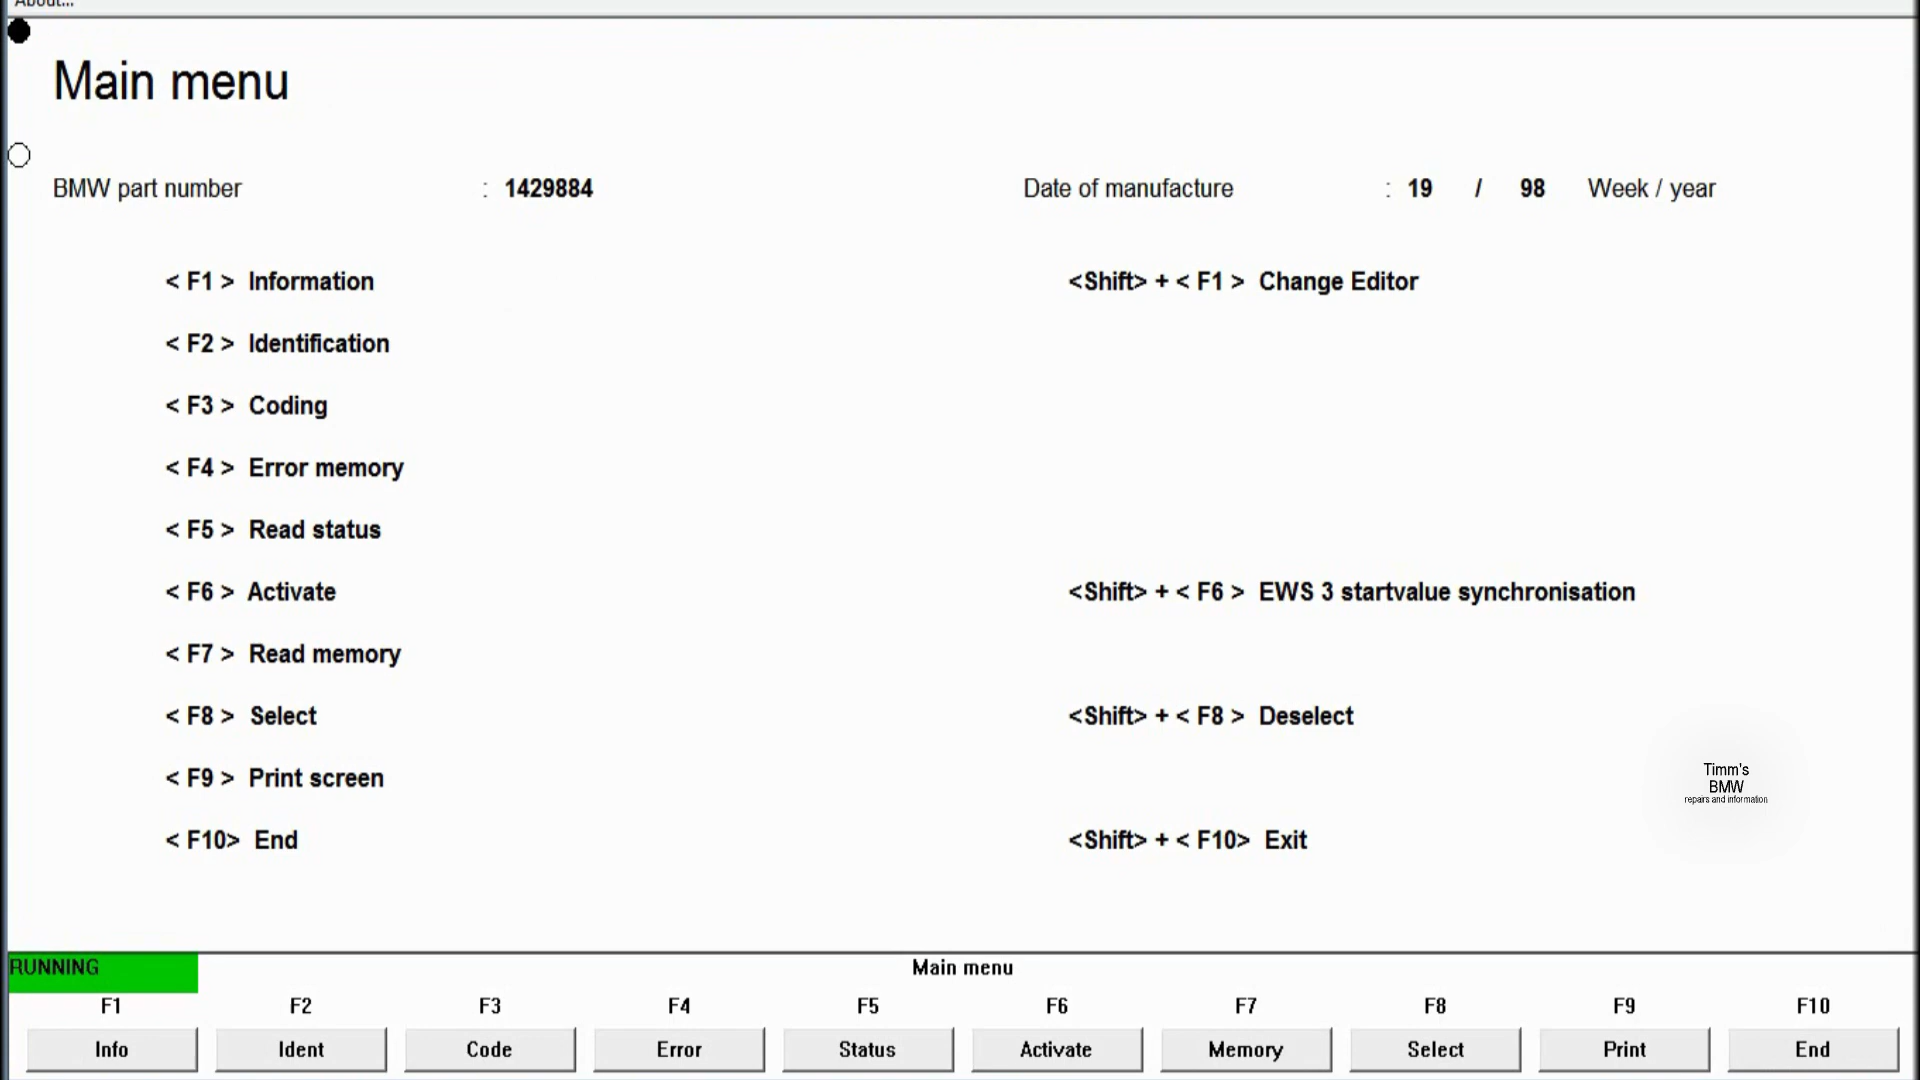 About...
Main menu
BMW part number : 1429884 Date of manufacture : 19 / 98 Week / year
< F1 > Information <Shift> + < F1 > Change Editor
< F2 > Identification
< F3 > Coding
< F4 > Error memory
< F5 > Read status
< F6 > Activate <Shift> + < F6 > EWS 3 startvalue synchronisation
< F7 > Read memory
< F8 > Select <Shift> + < F8 > Deselect
< F9 > Print screen
Timm's
BMW
repairs and information
< F10> End <Shift> + < F10> Exit
RUNNING Main menu
F1 F2 F3 F4 F5 F6 F7 F8 F9 F10
Info Ident Code Error Status Activate Memory Select Print End